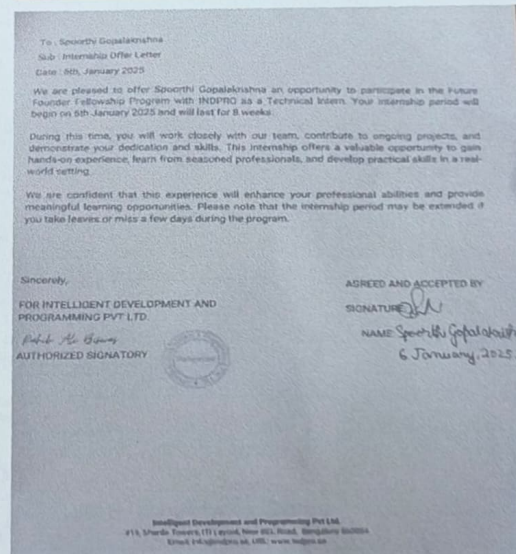 To : Spoorthi Gopalakrishna
Sub : Internship Offer Letter
Date : 6th, January 2025
We are pleased to offer Spoorthi Gopalakrishna an opportunity to participate in the Future
Founder Fellowship Program with INDPRO as a Technical Intern. Your internship period will
begin on 6th January 2025 and will last for 8 weeks.
During this time, you will work closely with our team, contribute to ongoing projects, and
demonstrate your dedication and skills. This internship offers a valuable opportunity to gain
hands-on experience, learn from seasoned professionals, and develop practical skills in a real-
world setting.
We are confident that this experience will enhance your professional abilities and provide
meaningful learning opportunities. Please note that the internship period may be extended if
you take leaves or miss a few days during the program.
Sincerely,
FOR INTELLIGENT DEVELOPMENT AND
PROGRAMMING PVT LTD.
AUTHORIZED SIGNATORY
AGREED AND ACCEPTED BY
SIGNATURE
NAME Spoorthi Gopalakrish
6 January, 2025
Intelligent Development and Programming Pvt Ltd.
Towers, ITI Layout, New BEL Road, Bengaluru